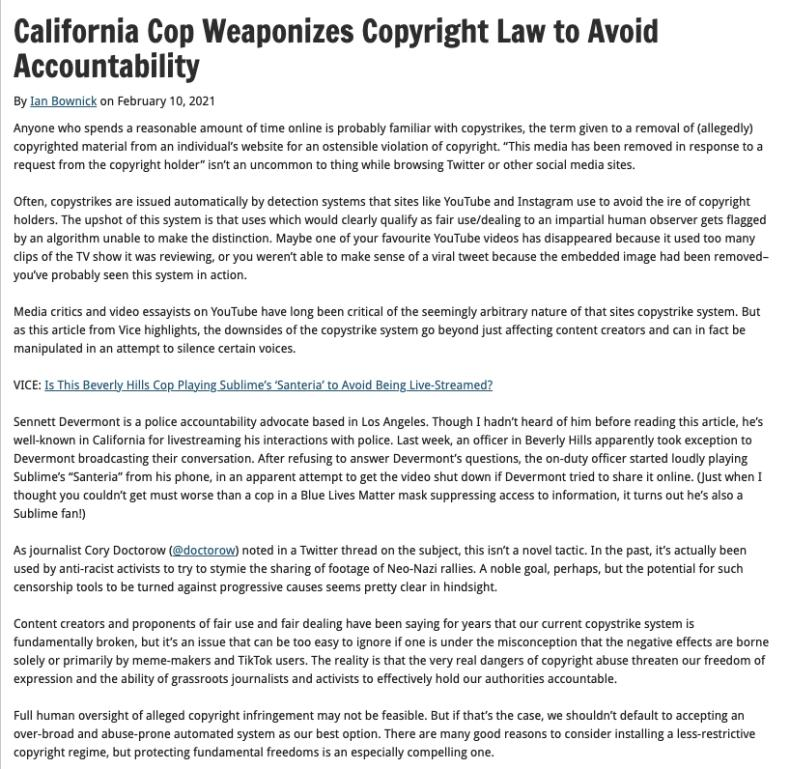 California Cop Weaponizes Copyright Law to Avoid
Accountability
By Ian Bownick on February 10, 2021
Anyone who spends a reasonable amount of time online is probably familiar with copystrikes, the term given to a removal of (allegedly)
copyrighted material from an individual's website for an ostensible violation of copyright. "This media has been removed in response to a
request from the copyright holder" isn't an uncommon to thing while browsing Twitter or other social media sites.
Often, copystrikes are issued automatically by detection systems that sites like YouTube and Instagram use to avoid the ire of copyright
holders. The upshot of this system is that uses which would clearly qualify as fair use/dealing to an impartial human observer gets flagged
by an algorithm unable to make the distinction. Maybe one of your favourite YouTube videos has disappeared because it used too many
clips of the TV show it was reviewing, or you weren't able to make sense of a viral tweet because the embedded image had been removed–
you've probably seen this system in action.
Media critics and video essayists on YouTube have long been critical of the seemingly arbitrary nature of that sites copystrike system. But
as this article from Vice highlights, the downsides of the copystrike system go beyond just affecting content creators and can in fact be
manipulated in an attempt to silence certain voices.
VICE: Is This Beverly Hills Cop Playing Sublime's 'Santeria' to Avoid Being Live-Streamed?
Sennett Devermont is a police accountability advocate based in Los Angeles. Though I hadn't heard of him before reading this article, he's
well-known in California for livestreaming his interactions with police. Last week, an officer in Beverly Hills apparently took exception to
Devermont broadcasting their conversation. After refusing to answer Devermont's questions, the on-duty officer started loudly playing
Sublime's "Santeria" from his phone, in an apparent attempt to get the video shut down if Devermont tried to share it online. (Just when I
thought you couldn't get must worse than a cop in a Blue Lives Matter mask suppressing access to information, it turns out he's also a
Sublime fan!)
As journalist Cory Doctorow (@doctorow) noted in a Twitter thread on the subject, this isn't a novel tactic. In the past, it's actually been
used by anti-racist activists to try to stymie the sharing of footage of Neo-Nazi rallies. A noble goal, perhaps, but the potential for such
censorship tools to be turned against progressive causes seems pretty clear in hindsight.
Content creators and proponents of fair use and fair dealing have been saying for years that our current copystrike system is
fundamentally broken, but it's an issue that can be too easy to ignore if one is under the misconception that the negative effects are borne
solely or primarily by meme-makers and TikTok users. The reality is that the very real dangers of copyright abuse threaten our freedom of
expression and the ability of grassroots journalists and activists to effectively hold our authorities accountable.
Full human oversight of alleged copyright infringement may not be feasible. But if that's the case, we shouldn't default to accepting an
over-broad and abuse-prone automated system as our best option. There are many good reasons to consider installing a less-restrictive
copyright regime, but protecting fundamental freedoms is an especially compelling one.